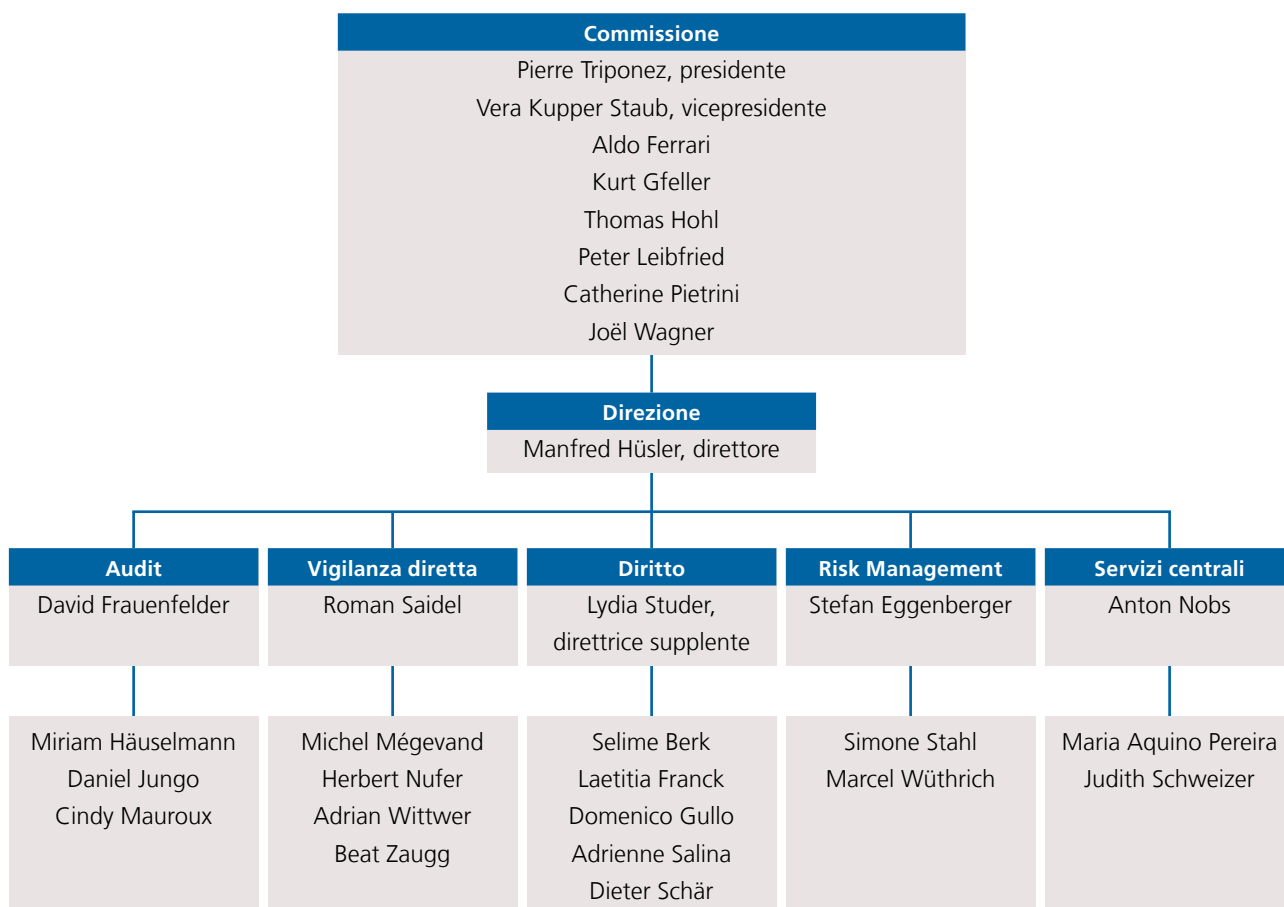 Commissione
Pierre Triponez, presidente
Vera Kupper Staub, vicepresidente
Aldo Ferrari
Kurt Gfeller
Thomas Hohl
Peter Leibfried
Catherine Pietrini
Joël Wagner
Direzione
Manfred Hüsler, direttore
Audit
David Frauenfelder
Miriam Häuselmann
Daniel Jungo
Cindy Mauroux
Vigilanza diretta
Roman Saidel
Michel Mégevand
Herbert Nufer
Adrian Wittwer
Beat Zaugg
Diritto
Lydia Studer,
direttrice supplente
Selime Berk
Laetitia Franck
Domenico Gullo
Adrienne Salina
Dieter Schär
Risk Management
Stefan Eggenberger
Simone Stahl
Marcel Wüthrich
Servizi centrali
Anton Nobs
Maria Aquino Pereira
Judith Schweizer